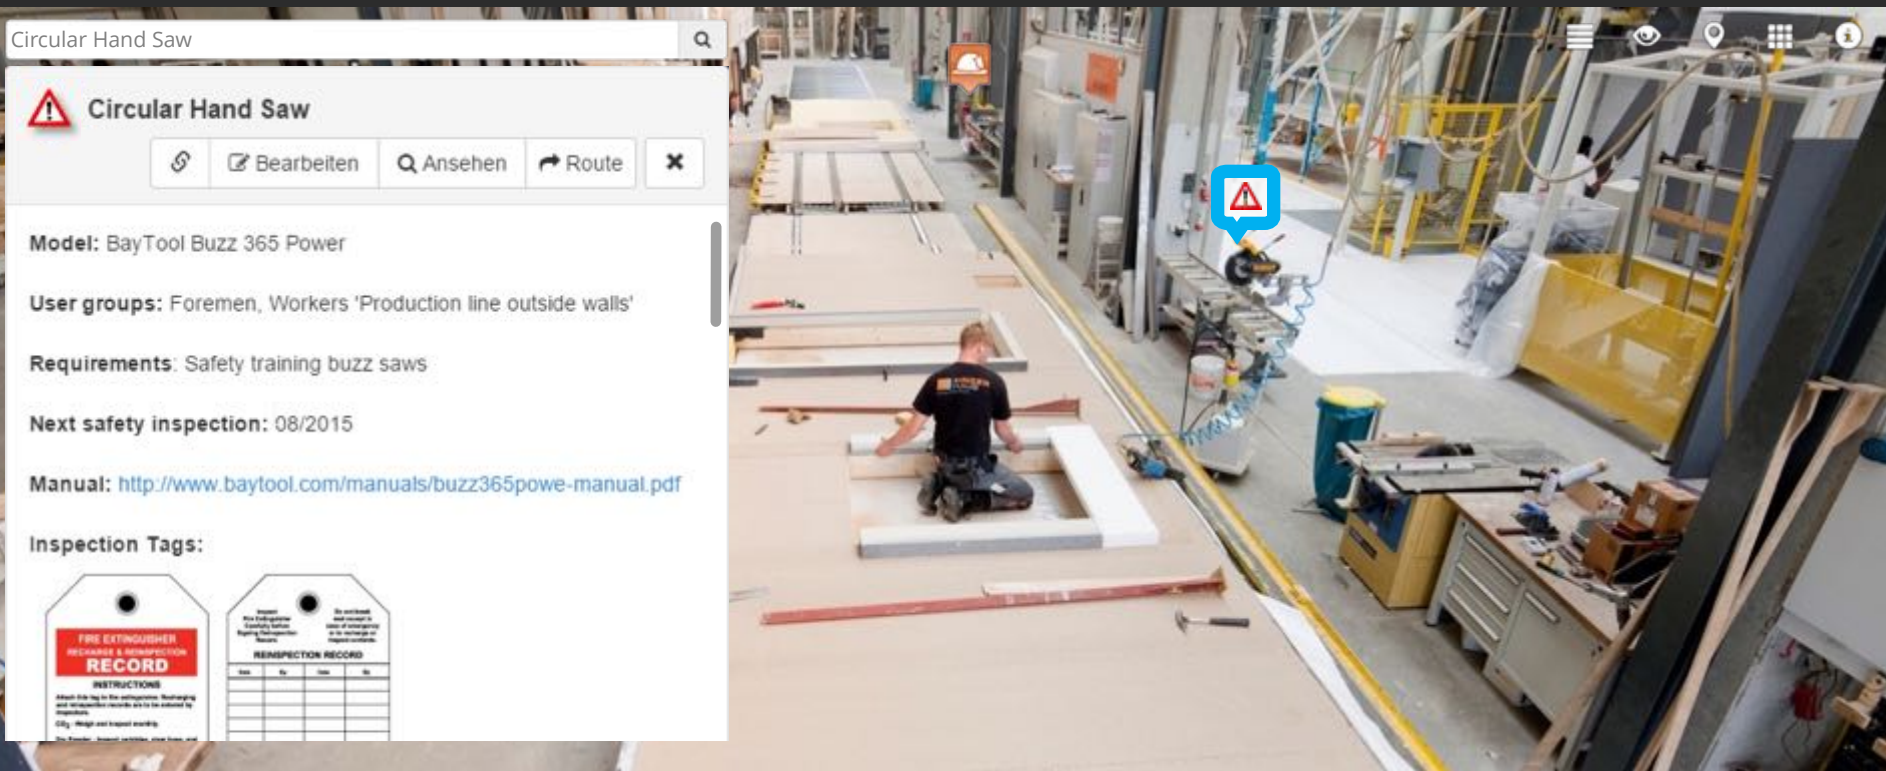 Circular Hand Saw
Circular Hand Saw
Bearbeiten Ansehen Route
Model: BayTool Buzz 365 Power
User groups: Foremen, Workers 'Production line outside walls'
Requirements: Safety training buzz saws
Next safety inspection: 08/2015
Manual: http://www.baytool.com/manuals/buzz365powe-manual.pdf
Inspection Tags:
FIRE EXTINGUISHER
RECHARGE & REINSPECTION
RECORD
INSTRUCTIONS
REINSPECTION RECORD